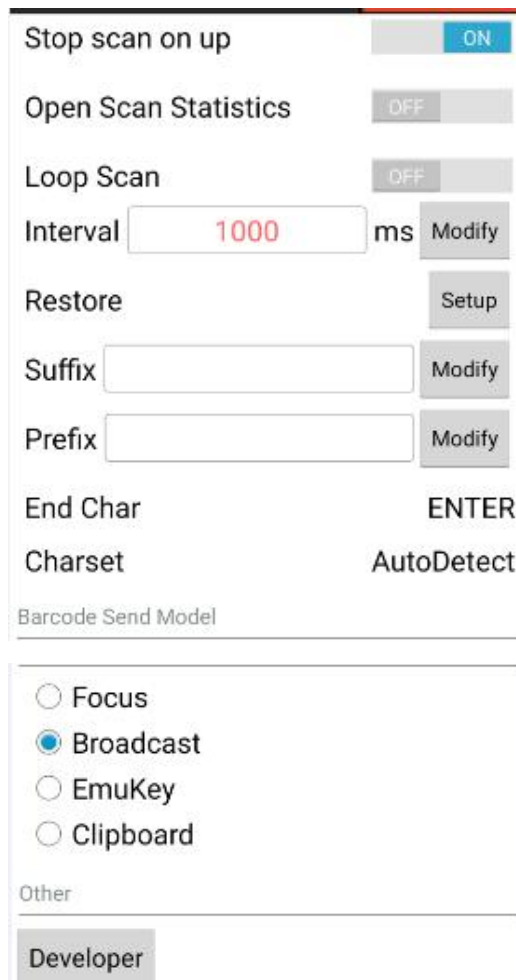 Stop scan on up ON
Open Scan Statistics OFF
Loop Scan OFF
Interval 1000 ms Modify
Restore Setup
Suffix Modify
Prefix Modify
End Char ENTER
Charset AutoDetect
Barcode Send Model
Focus
Broadcast
EmuKey
Clipboard
Other
Developer